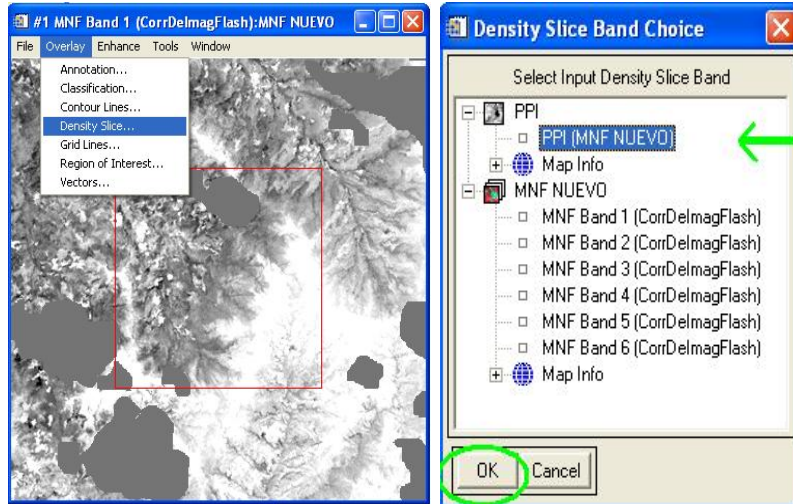 #1 MNF Band 1 (CorrDelmagFlash):MNF NUEVO
File Overlay Enhance Tools Window
Annotation...
Classification...
Contour Lines...
Density Slice...
Grid Lines...
Region of Interest...
Vectors...
Density Slice Band Choice
Select Input Density Slice Band
PPI
PPI (MNF NUEVO)
Map Info
MNF NUEVO
MNF Band 1 (CorrDelmagFlash)
MNF Band 2 (CorrDelmagFlash)
MNF Band 3 (CorrDelmagFlash)
MNF Band 4 (CorrDelmagFlash)
MNF Band 5 (CorrDelmagFlash)
MNF Band 6 (CorrDelmagFlash)
Map Info
OK Cancel